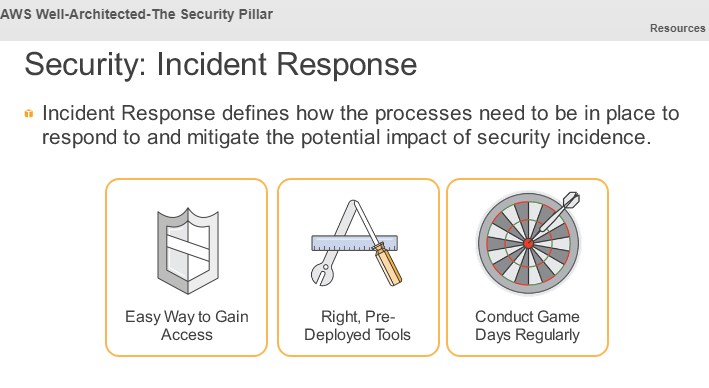 AWS Well-Architected-The Security Pillar
Resources
Security: Incident Response
Incident Response defines how the processes need to be in place to
respond to and mitigate the potential impact of security incidence.
Easy Way to Gain
Access
Right, Pre-
Deployed Tools
Conduct Game
Days Regularly